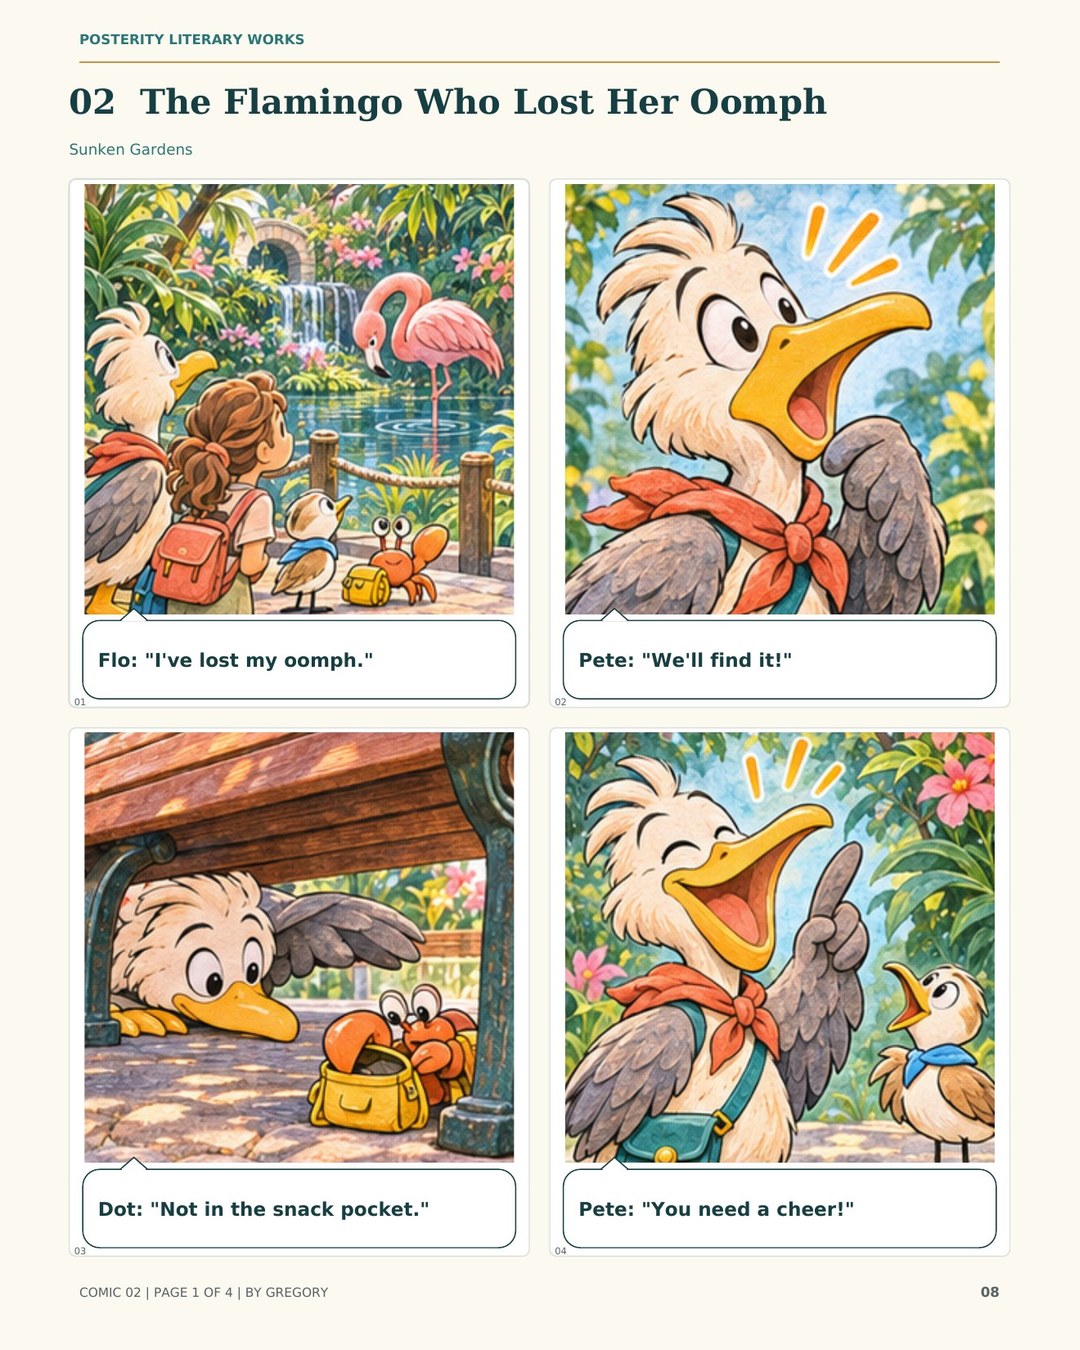 POSTERITY LITERARY WORKS
02 The Flamingo Who Lost Her Oomph
Sunken Gardens
Flo: "I've lost my oomph."
01
Pete: "We'll find it!"
02
Dot: "Not in the snack pocket."
03
Pete: "You need a cheer!"
04
COMIC 02 | PAGE 1 OF 4 | BY GREGORY
08